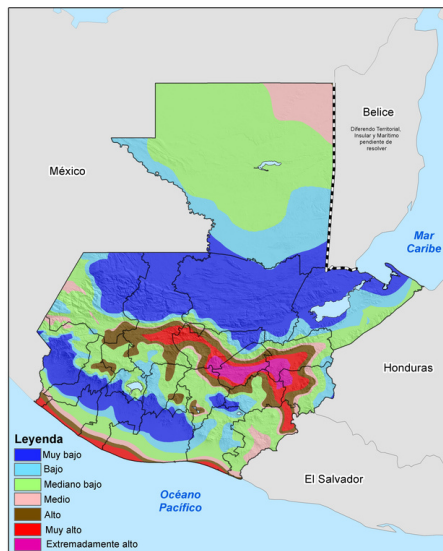 Belice
Diferendo Territorial,
Insular y Marítimo
pendiente de
resolver
México
Mar
Caribe
Honduras
Leyenda
Muy bajo
Bajo
Mediano bajo
Medio
Alto
Muy alto
Extremadamente alto
Océano
Pacífico
El Salvador